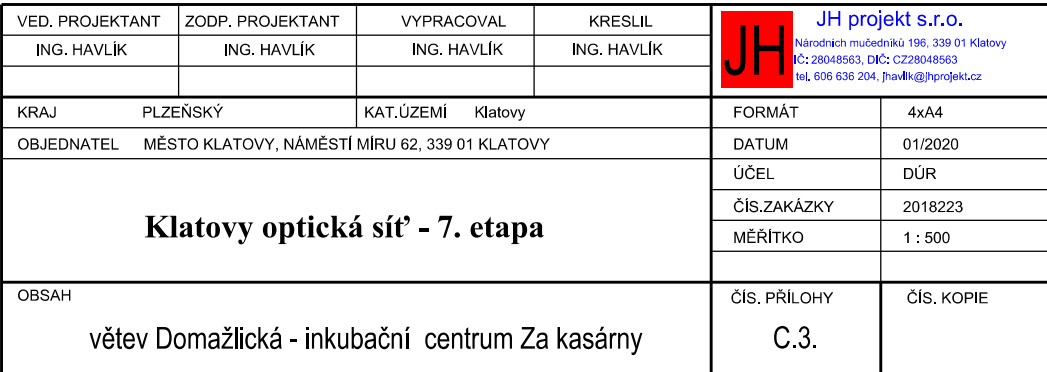 VED. PROJEKTANT ZODP. PROJEKTANT VYPRACOVAL KRESLIL
ING. HAVLÍK ING. HAVLÍK ING. HAVLÍK ING. HAVLÍK
JH
JH projekt s.r.o.
Národních mučedníků 196, 339 01 Klatovy
IČ: 28048563, DIČ: CZ28048563
tel. 606 636 204, jhavlik@jhprojekt.cz
KRAJ PLZEŇSKÝ KAT.ÚZEMÍ Klatovy
OBJEDNATEL MĚSTO KLATOVY, NÁMĚSTÍ MÍRU 62, 339 01 KLATOVY
FORMÁT 4xA4
DATUM 01/2020
ÚČEL DÚR
ČÍS.ZAKÁZKY 2018223
MĚŘÍTKO 1 : 500
Klatovy optická síť - 7. etapa
OBSAH
větev Domažlická - inkubační centrum Za kasárny
ČÍS. PŘÍLOHY ČÍS. KOPIE
C.3.